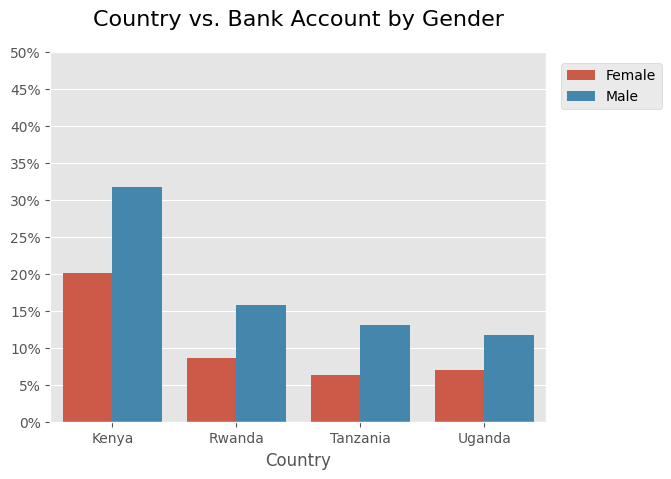 Country vs. Bank Account by Gender
50%
45%
40%
35%
30%
25%
20%
15%
10%
5%
0%
Kenya Rwanda Tanzania Uganda
Country
Female
Male